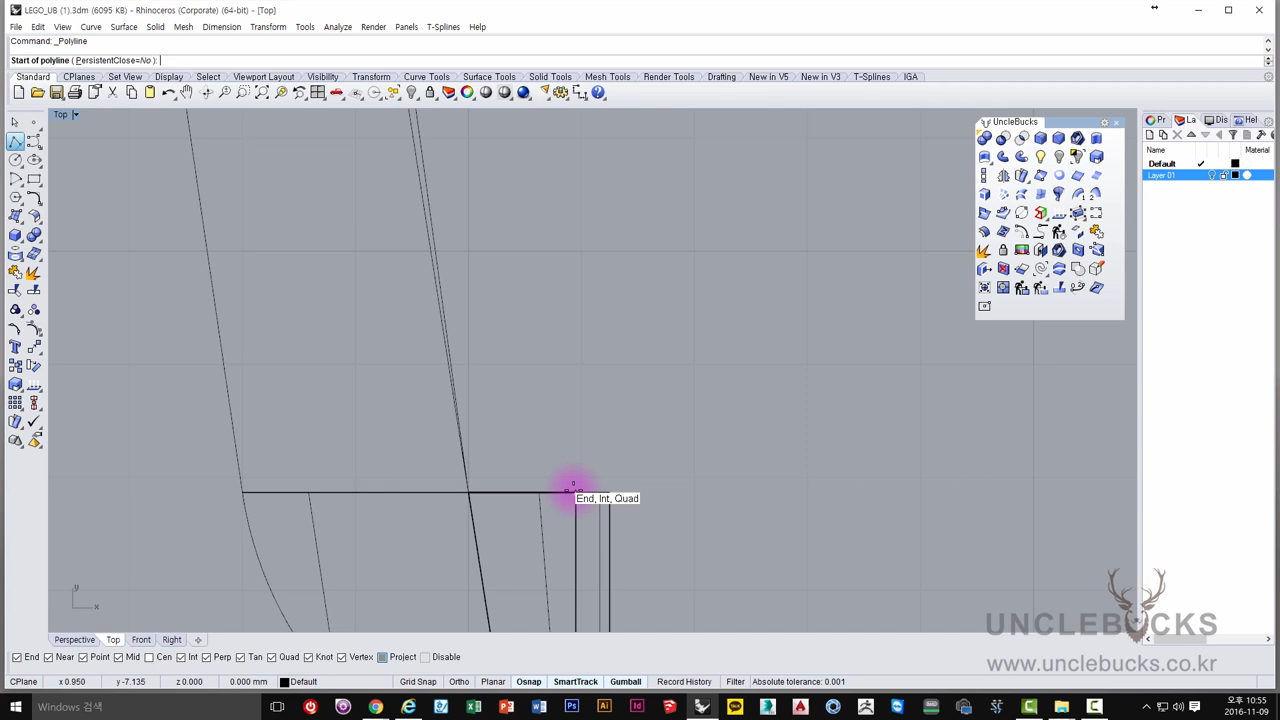 LEGO_UB (1).3dm (6095 KB) - Rhinoceros (Corporate) (64-bit) - [Top]
File Edit View Curve Surface Solid Mesh Dimension Transform Tools Analyze Render Panels T-Splines Help
Command: _Polyline
Start of polyline ( PersistentClose=No ):
Standard CPlanes Set View Display Select Viewport Layout Visibility Transform Curve Tools Surface Tools Solid Tools Mesh Tools Render Tools Drafting New in V5 New in V3 T-Splines IGA
Top
UncleBucks
Pr La Dis Hel
Name Material
Default
Layer 01
End, Int, Quad
y
x
UNCLEBUCKS
www.unclebucks.co.kr
Perspective Top Front Right
End Near Point Mid Cen Int Perp Tan Quad Knot Vertex Project Disable
CPlane x 0.950 y -7.135 z 0.000 0.000 mm Default Grid Snap Ortho Planar Osnap SmartTrack Gumball Record History Filter Absolute tolerance: 0.001
Windows 검색
오후 10:55
2016-11-09